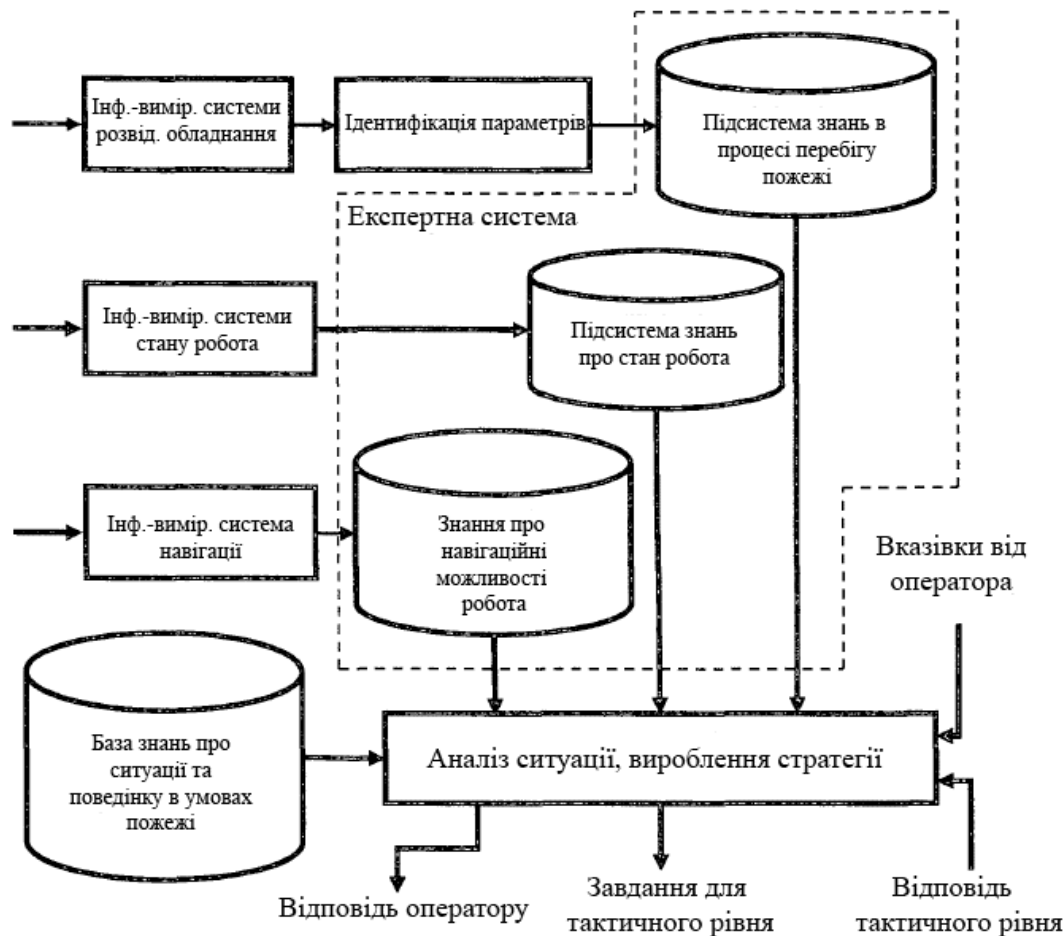 Інф.-вимір. системи
розвід. обладнання
Ідентифікація параметрів
Підсистема знань в
процесі перебігу
пожежі
Експертна система
Інф.-вимір. системи
стану робота
Підсистема знань
про стан робота
Інф.-вимір. система
навігації
Знання про
навігаційні
можливості
робота
Вказівки від
оператора
База знань про
ситуації та
поведінку в умовах
пожежі
Аналіз ситуації, вироблення стратегії
Відповідь оператору
Завдання для
тактичного рівня
Відповідь
тактичного рівня